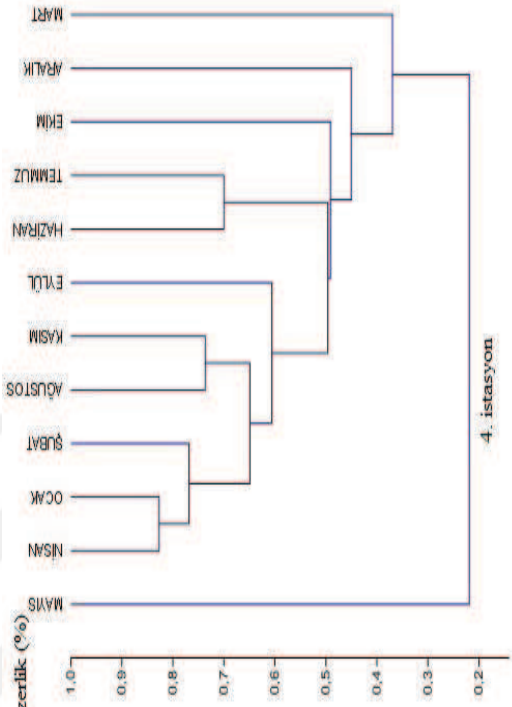 MART
ARALIK
EKİM
TEMMUZ
HAZİRAN
EYLÜL
KASIM
AĞUSTOS
ŞUBAT
OCAK
NİSAN
MAYIS
4. istasyon
zerlik (%)
1.0
0.9
0.8
0.7
0.6
0.5
0.4
0.3
0.2